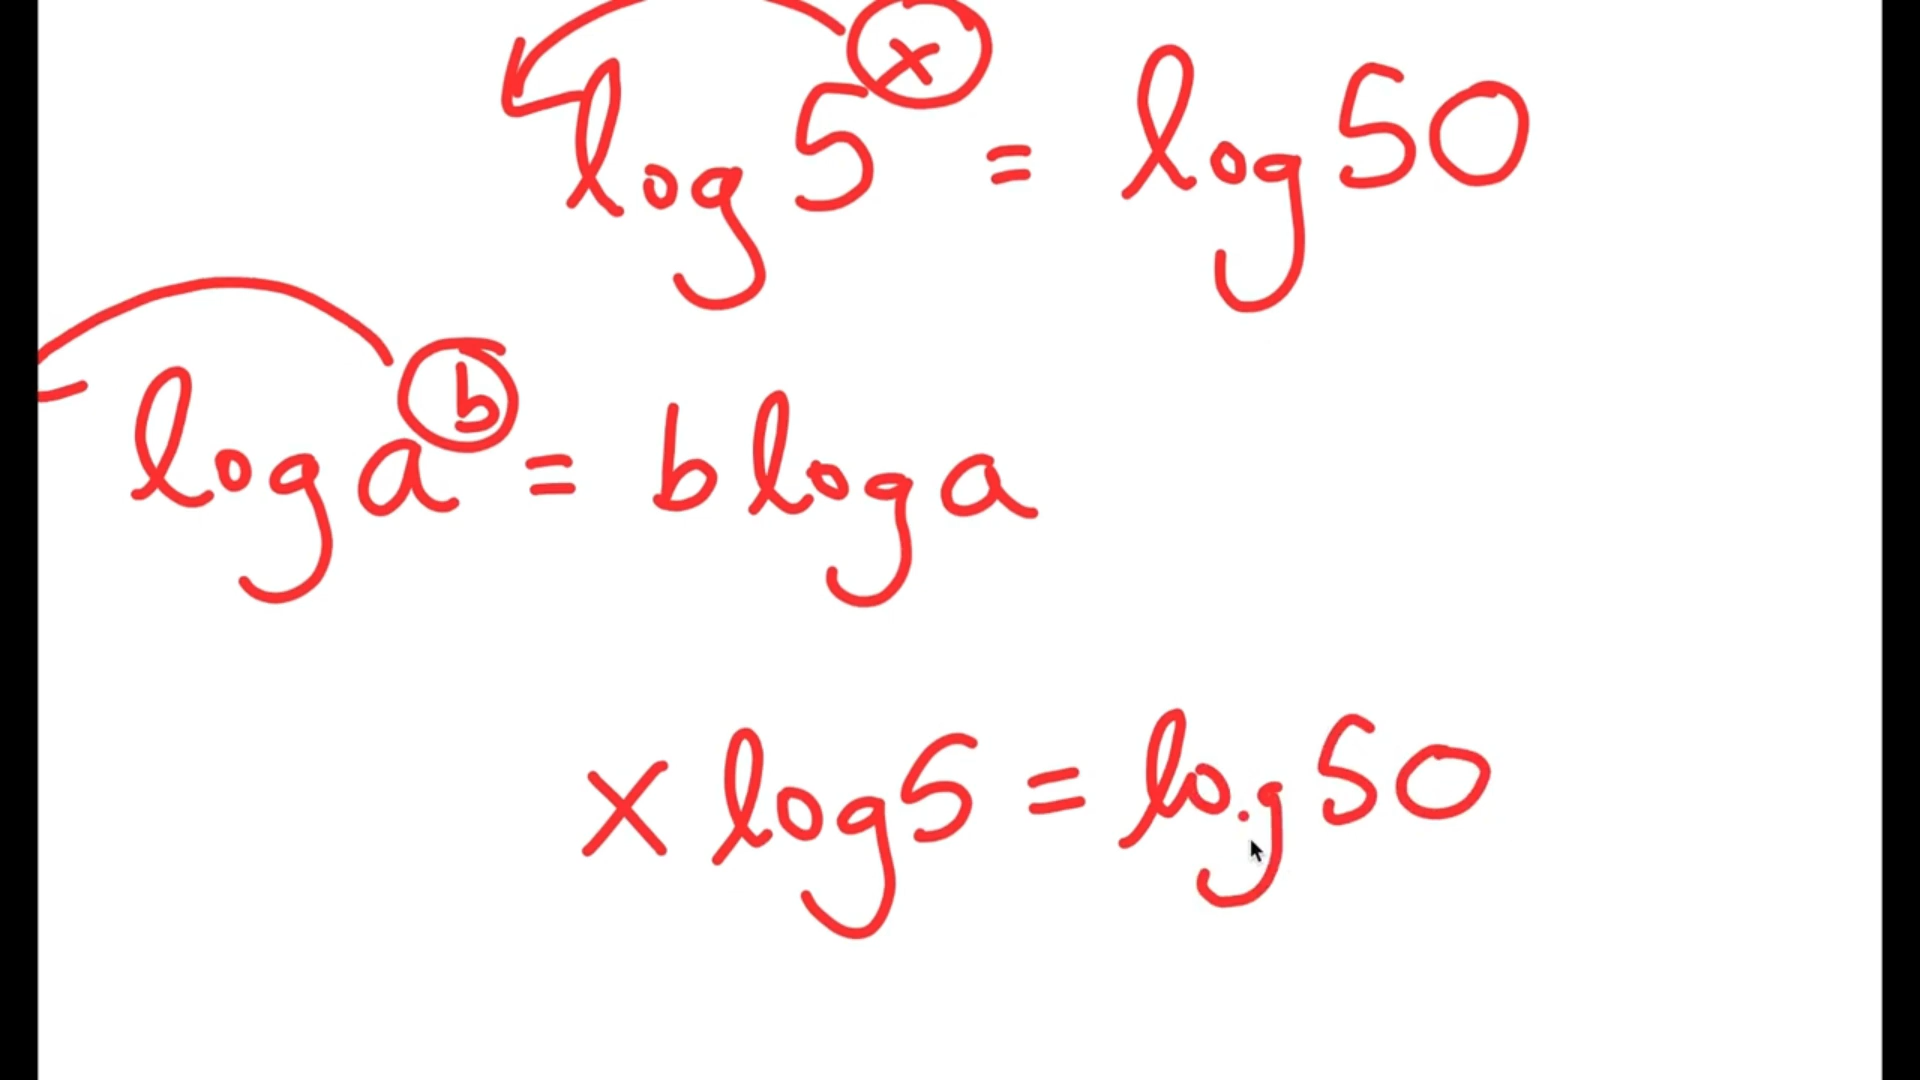 log 5^x = log 50
log a^b = b log a
x log 5 = log 50